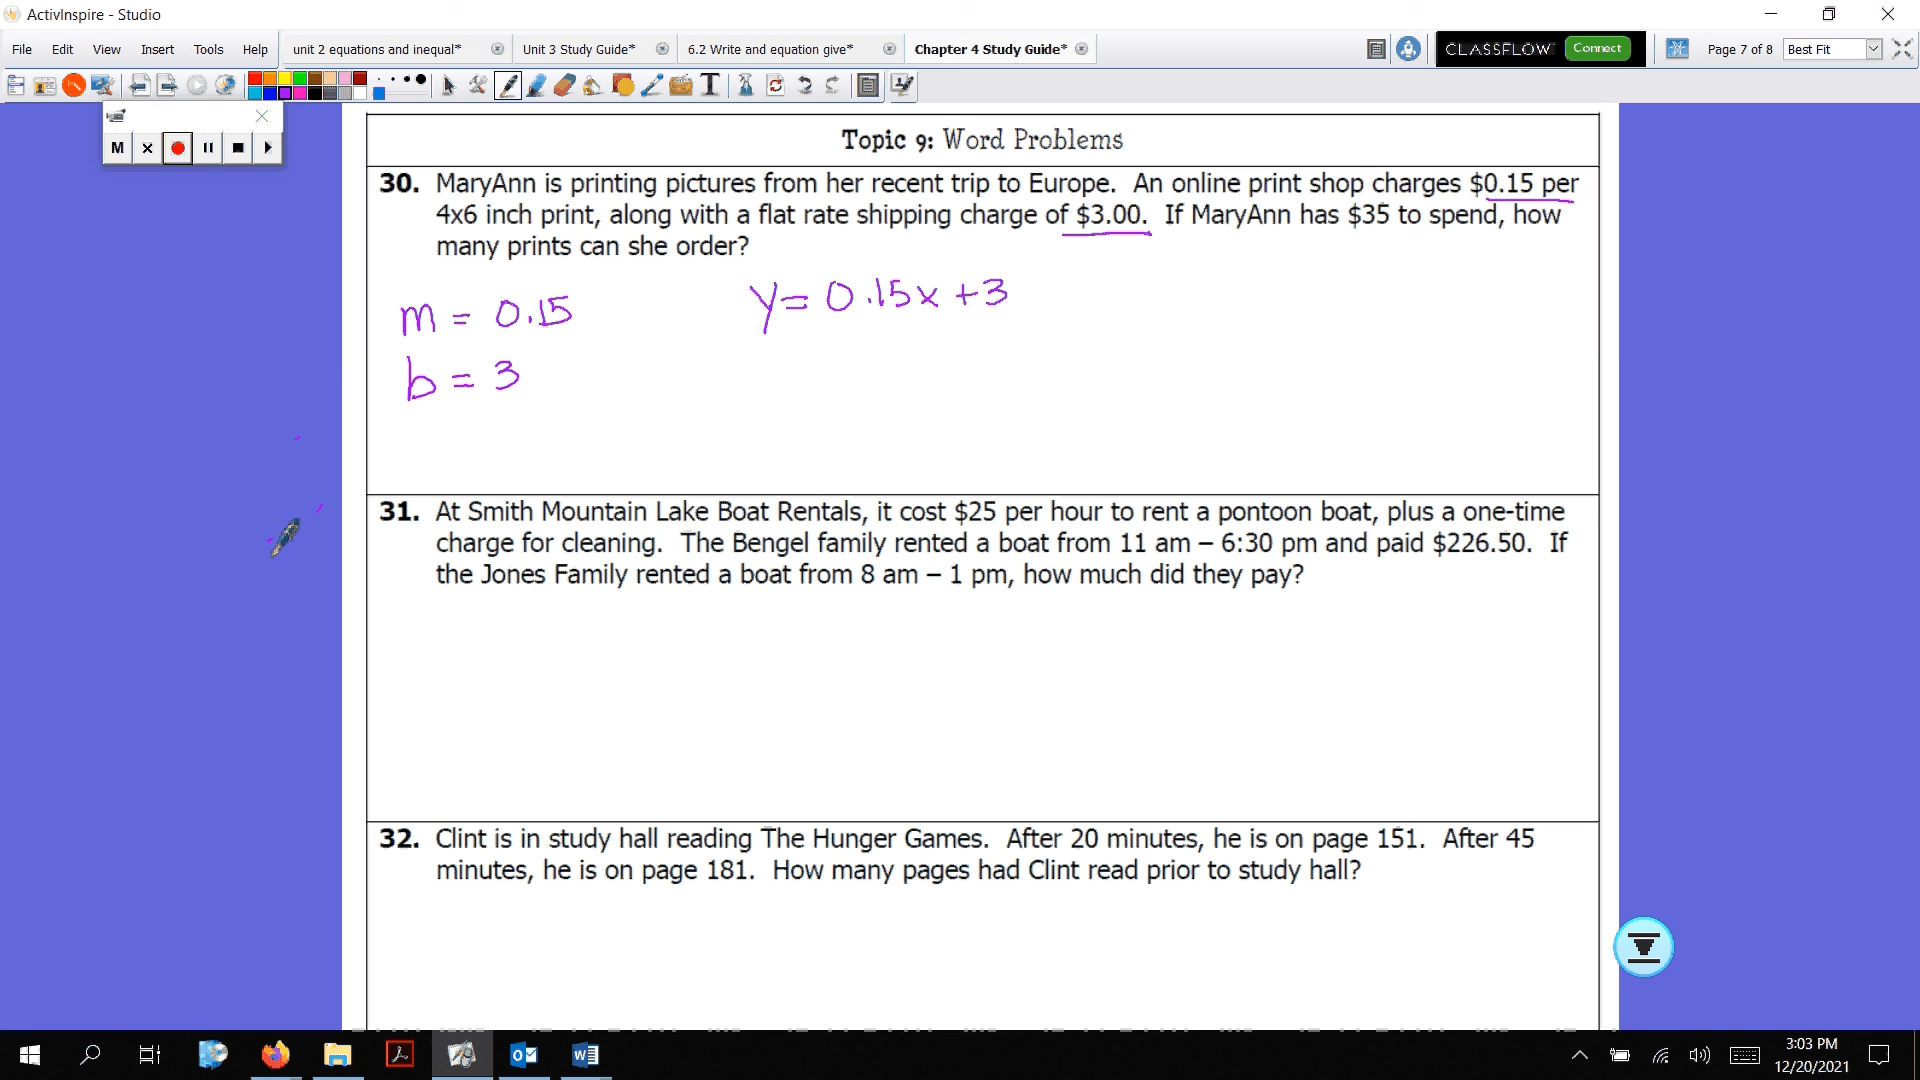 ActivInspire - Studio
File Edit View Insert Tools Help unit 2 equations and inequal* Unit 3 Study Guide* 6.2 Write and equation give* Chapter 4 Study Guide* CLASSFLOW Connect Page 7 of 8 Best Fit
T
M
Topic 9: Word Problems
30. MaryAnn is printing pictures from her recent trip to Europe. An online print shop charges $0.15 per
4x6 inch print, along with a flat rate shipping charge of $3.00. If MaryAnn has $35 to spend, how
many prints can she order?
m = 0.15 y = 0.15x + 3
b = 3
31. At Smith Mountain Lake Boat Rentals, it cost $25 per hour to rent a pontoon boat, plus a one-time
charge for cleaning. The Bengel family rented a boat from 11 am – 6:30 pm and paid $226.50. If
the Jones Family rented a boat from 8 am – 1 pm, how much did they pay?
32. Clint is in study hall reading The Hunger Games. After 20 minutes, he is on page 151. After 45
minutes, he is on page 181. How many pages had Clint read prior to study hall?
3:03 PM
12/20/2021